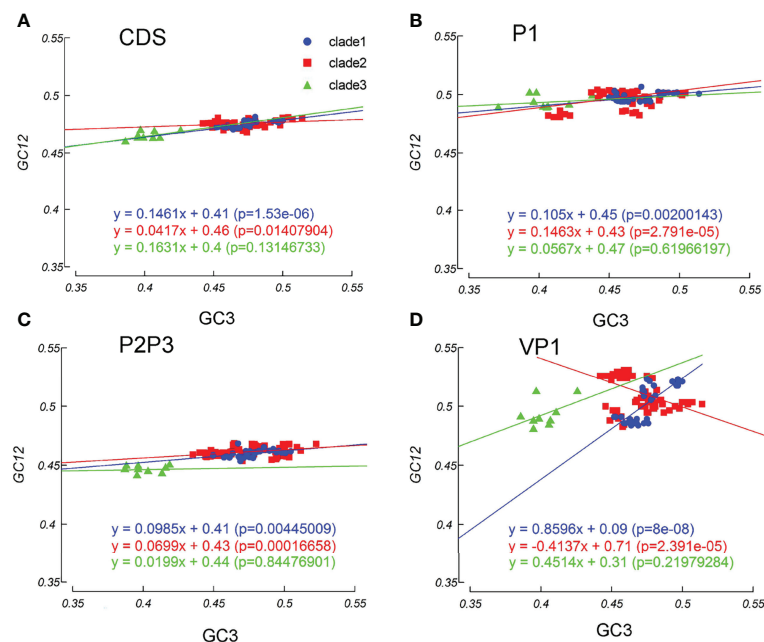 A
CDS
clade1
clade2
clade3
0.55
0.5
0.45
0.4
0.35
GC12
y = 0.1461x + 0.41 (p=1.53e-06)
y = 0.0417x + 0.46 (p=0.01407904)
y = 0.1631x + 0.4 (p=0.13146733)
0.35 0.4 0.45 0.5 0.55
GC3
B
P1
0.55
0.5
0.45
0.4
0.35
GC12
y = 0.105x + 0.45 (p=0.00200143)
y = 0.1463x + 0.43 (p=2.791e-05)
y = 0.0567x + 0.47 (p=0.61966197)
0.35 0.4 0.45 0.5 0.55
GC3
C
P2P3
0.55
0.5
0.45
0.4
0.35
GC12
y = 0.0985x + 0.41 (p=0.00445009)
y = 0.0699x + 0.43 (p=0.00016658)
y = 0.0199x + 0.44 (p=0.84476901)
0.35 0.4 0.45 0.5 0.55
GC3
D
VP1
0.55
0.5
0.45
0.4
0.35
GC12
y = 0.8596x + 0.09 (p=8e-08)
y = -0.4137x + 0.71 (p=2.391e-05)
y = 0.4514x + 0.31 (p=0.21979284)
0.35 0.4 0.45 0.5 0.55
GC3